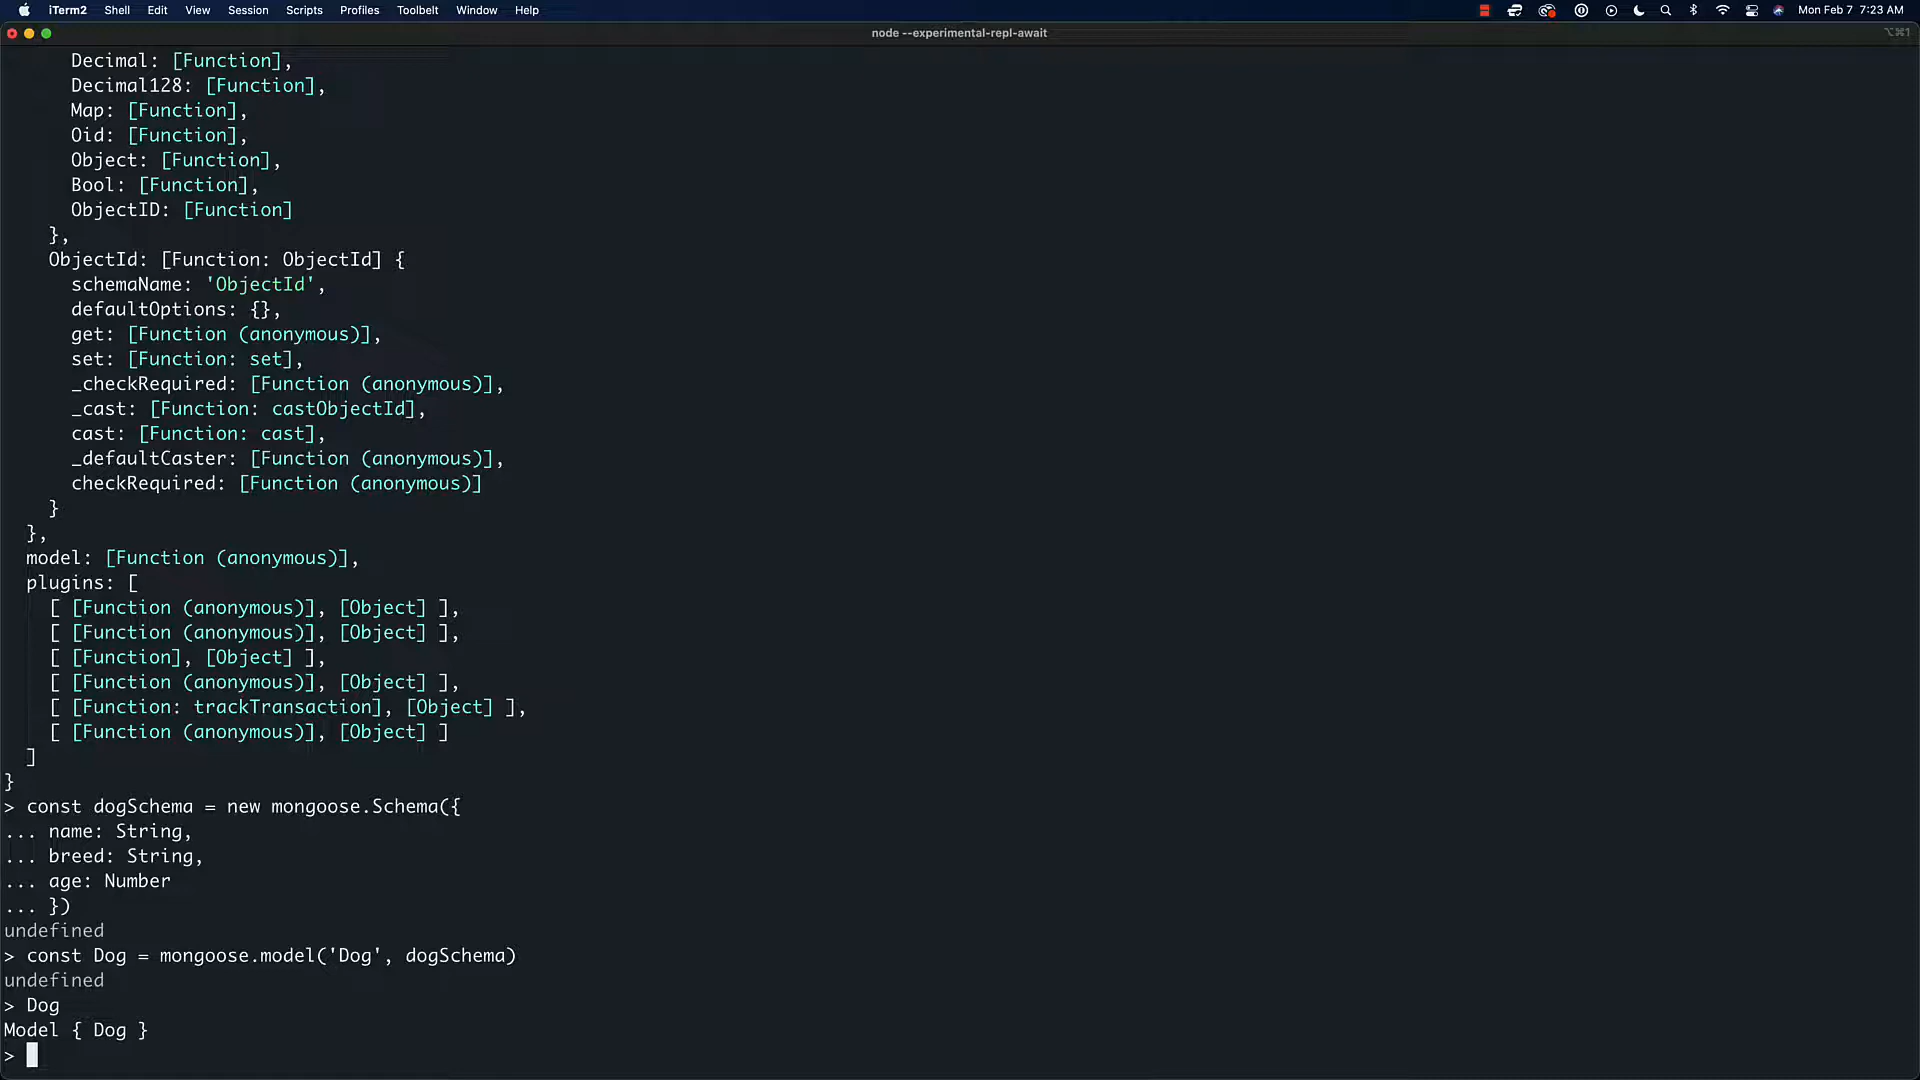 iTerm2 Shell Edit View Session Scripts Profiles Toolbelt Window Help Mon Feb 7 7:23 AM
node --experimental-repl-await ⌥⌘1
Decimal: [Function],
Decimal128: [Function],
Map: [Function],
Oid: [Function],
Object: [Function],
Bool: [Function],
ObjectID: [Function]
},
ObjectId: [Function: ObjectId] {
schemaName: 'ObjectId',
defaultOptions: {},
get: [Function (anonymous)],
set: [Function: set],
_checkRequired: [Function (anonymous)],
_cast: [Function: castObjectId],
cast: [Function: cast],
_defaultCaster: [Function (anonymous)],
checkRequired: [Function (anonymous)]
}
},
model: [Function (anonymous)],
plugins: [
[ [Function (anonymous)], [Object] ],
[ [Function (anonymous)], [Object] ],
[ [Function], [Object] ],
[ [Function (anonymous)], [Object] ],
[ [Function: trackTransaction], [Object] ],
[ [Function (anonymous)], [Object] ]
]
}
> const dogSchema = new mongoose.Schema({
... name: String,
... breed: String,
... age: Number
... })
undefined
> const Dog = mongoose.model('Dog', dogSchema)
undefined
> Dog
Model { Dog }
>